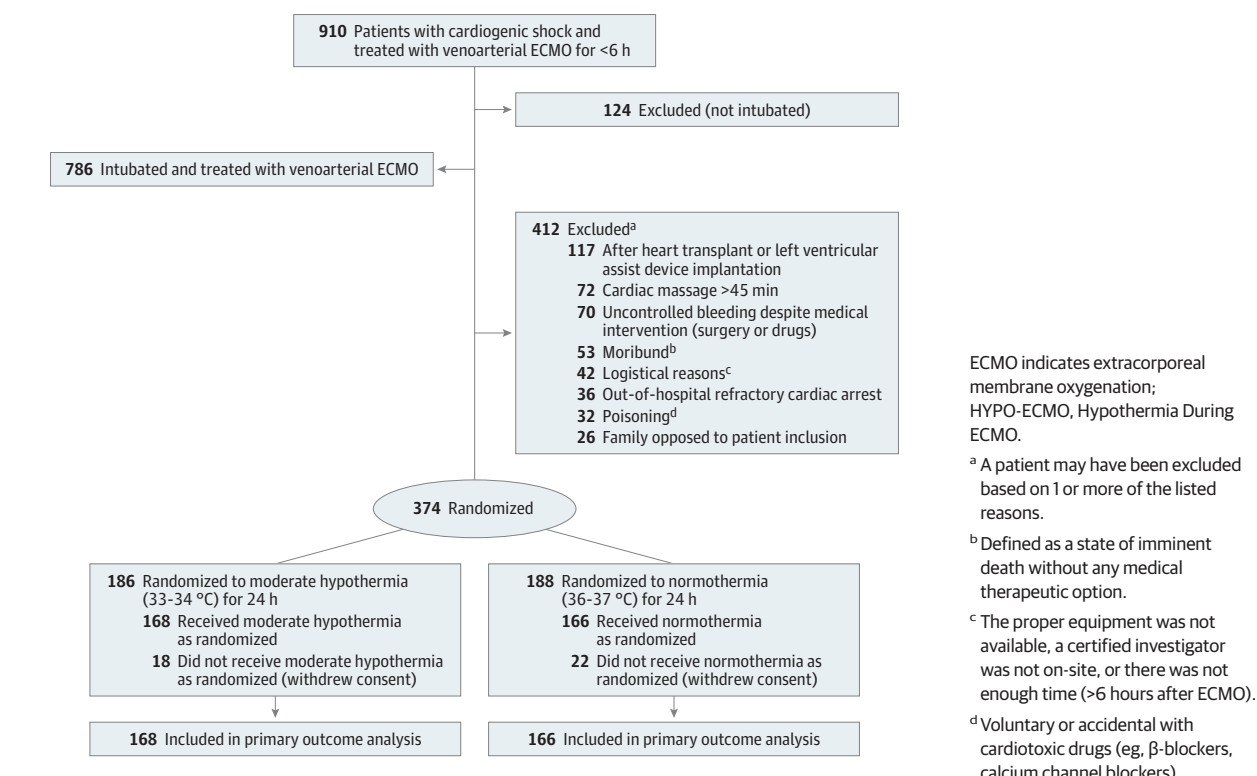 910 Patients with cardiogenic shock and
treated with venoarterial ECMO for <6 h
124 Excluded (not intubated)
786 Intubated and treated with venoarterial ECMO
412 Excludedᵃ
117 After heart transplant or left ventricular
assist device implantation
72 Cardiac massage >45 min
70 Uncontrolled bleeding despite medical
intervention (surgery or drugs)
53 Moribundᵇ
42 Logistical reasonsᶜ
36 Out-of-hospital refractory cardiac arrest
32 Poisoningᵈ
26 Family opposed to patient inclusion
374 Randomized
186 Randomized to moderate hypothermia
(33-34 °C) for 24 h
168 Received moderate hypothermia
as randomized
18 Did not receive moderate hypothermia
as randomized (withdrew consent)
188 Randomized to normothermia
(36-37 °C) for 24 h
166 Received normothermia
as randomized
22 Did not receive normothermia as
randomized (withdrew consent)
168 Included in primary outcome analysis
166 Included in primary outcome analysis
ECMO indicates extracorporeal
membrane oxygenation;
HYPO-ECMO, Hypothermia During
ECMO.
ᵃ A patient may have been excluded
based on 1 or more of the listed
reasons.
ᵇ Defined as a state of imminent
death without any medical
therapeutic option.
ᶜ The proper equipment was not
available, a certified investigator
was not on-site, or there was not
enough time (>6 hours after ECMO).
ᵈ Voluntary or accidental with
cardiotoxic drugs (eg, β-blockers,
calcium channel blockers)